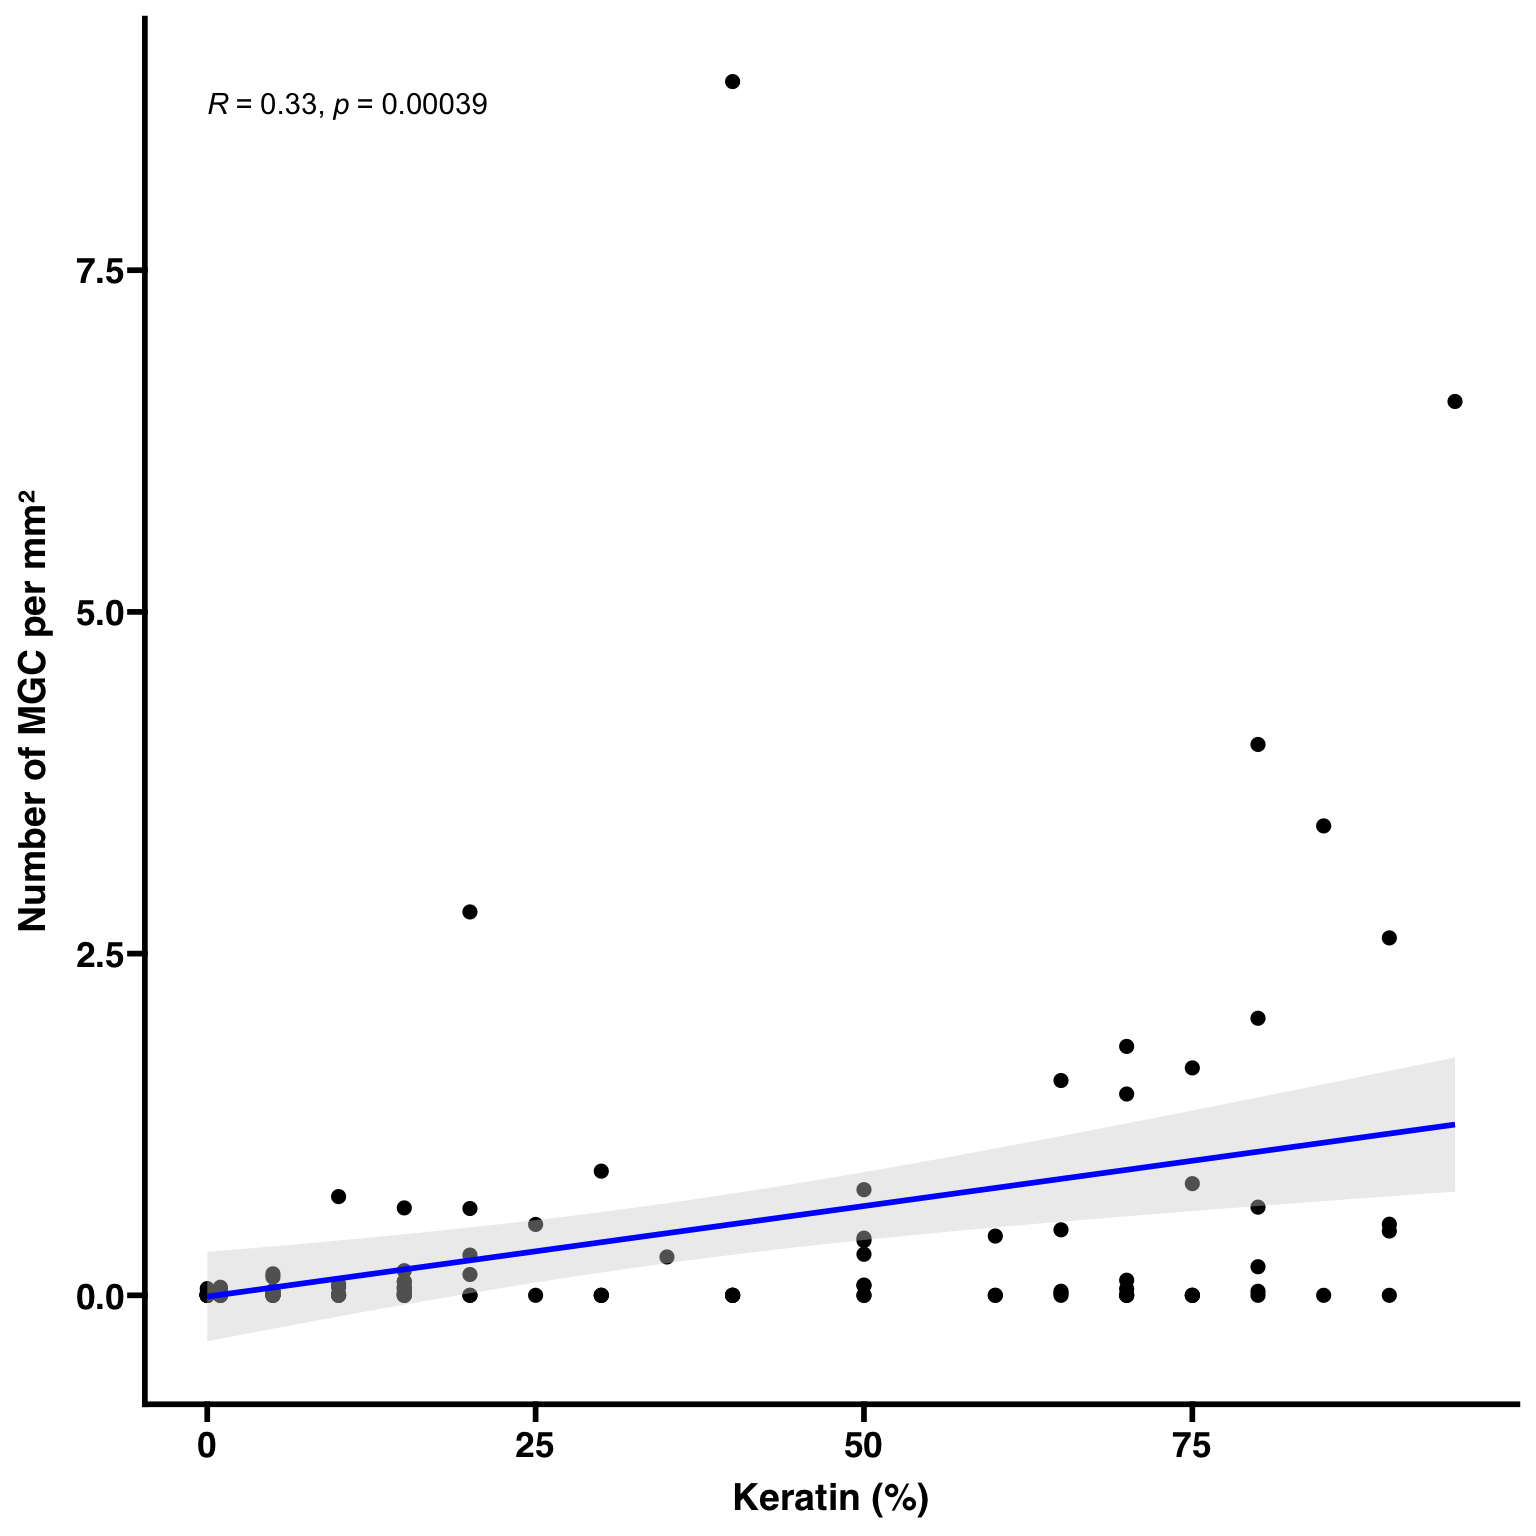 R = 0.33, p = 0.00039
7.5
5.0
2.5
0.0
Number of MGC per mm²
0 25 50 75
Keratin (%)